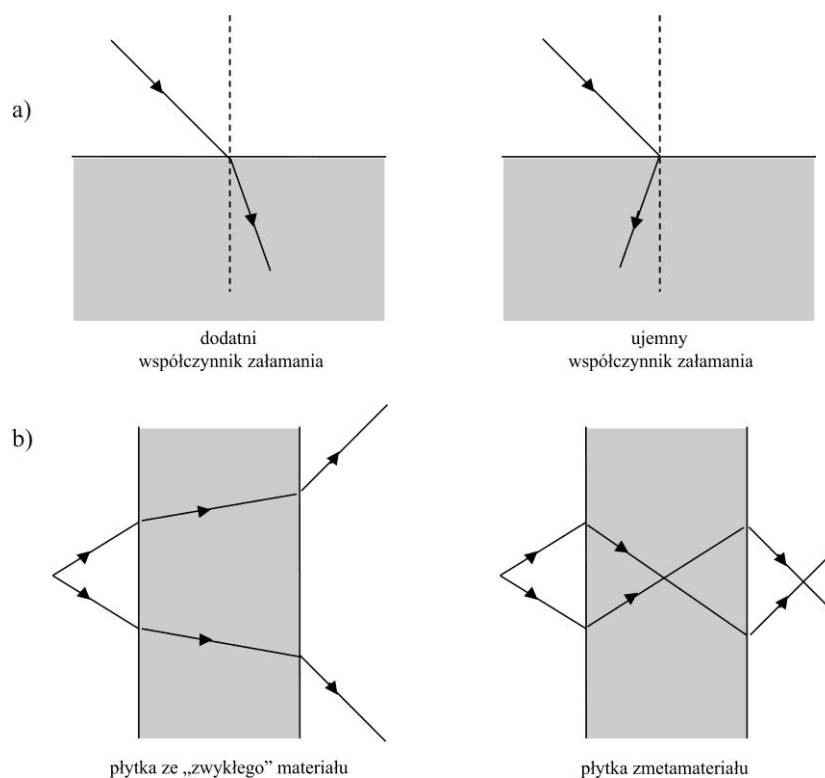 a)
dodatni
współczynnik załamania
ujemny
współczynnik załamania
b)
płytka ze „zwykłego” materiału
płytka zmetamateriału